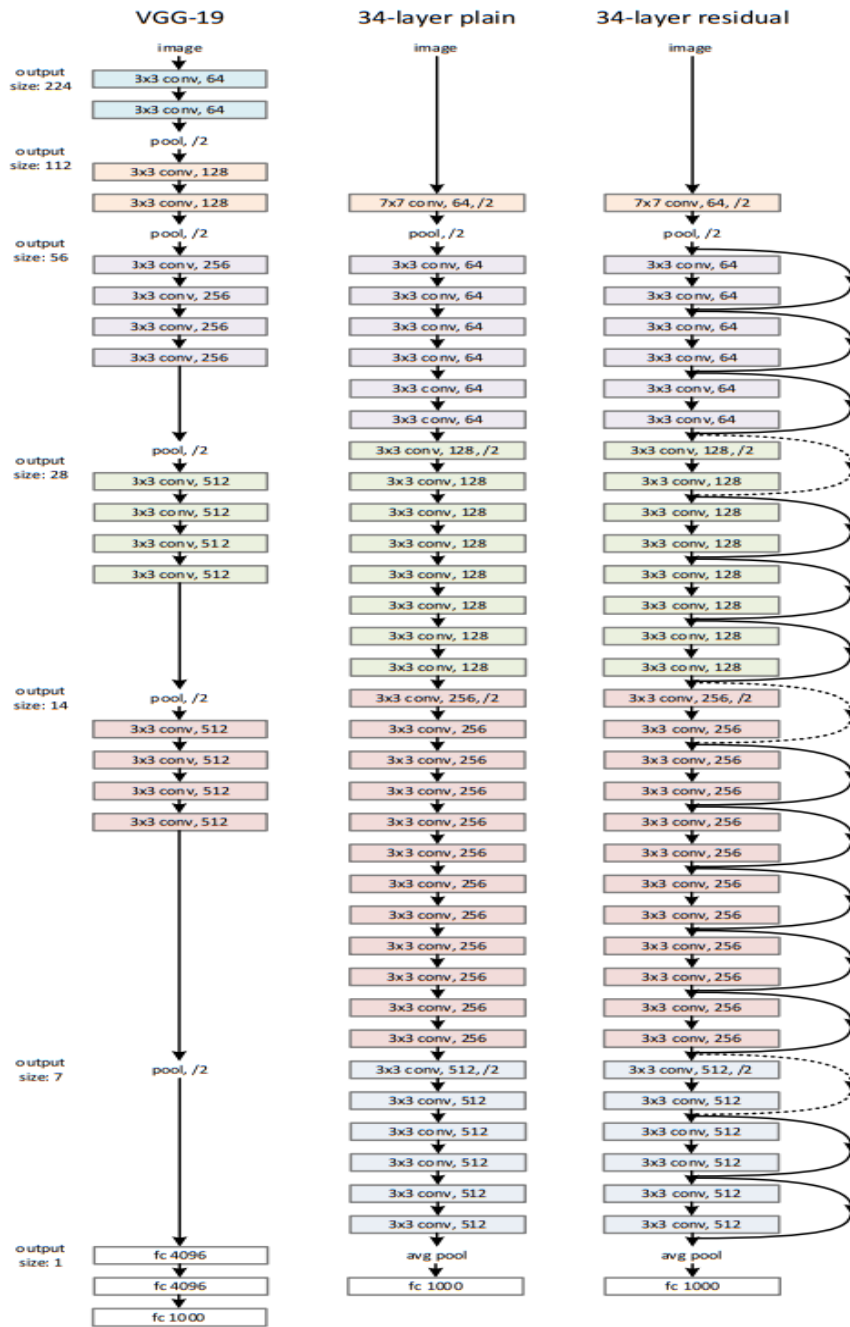 output
size: 224
output
size: 112
output
size: 56
output
size: 28
output
size: 14
output
size: 7
output
size: 1
VGG-19
image
3x3 conv, 64
3x3 conv, 64
pool, /2
3x3 conv, 128
3x3 conv, 128
pool, /2
3x3 conv, 256
3x3 conv, 256
3x3 conv, 256
3x3 conv, 256
pool, /2
3x3 conv, 512
3x3 conv, 512
3x3 conv, 512
3x3 conv, 512
pool, /2
3x3 conv, 512
3x3 conv, 512
3x3 conv, 512
3x3 conv, 512
pool, /2
fc 4096
fc 4096
fc 1000
34-layer plain
image
7x7 conv, 64, /2
pool, /2
3x3 conv, 64
3x3 conv, 64
3x3 conv, 64
3x3 conv, 64
3x3 conv, 64
3x3 conv, 64
3x3 conv, 128, /2
3x3 conv, 128
3x3 conv, 128
3x3 conv, 128
3x3 conv, 128
3x3 conv, 128
3x3 conv, 128
3x3 conv, 128
3x3 conv, 256, /2
3x3 conv, 256
3x3 conv, 256
3x3 conv, 256
3x3 conv, 256
3x3 conv, 256
3x3 conv, 256
3x3 conv, 256
3x3 conv, 256
3x3 conv, 256
3x3 conv, 256
3x3 conv, 256
3x3 conv, 512, /2
3x3 conv, 512
3x3 conv, 512
3x3 conv, 512
3x3 conv, 512
3x3 conv, 512
avg pool
fc 1000
34-layer residual
image
7x7 conv, 64, /2
pool, /2
3x3 conv, 64
3x3 conv, 64
3x3 conv, 64
3x3 conv, 64
3x3 conv, 64
3x3 conv, 64
3x3 conv, 128, /2
3x3 conv, 128
3x3 conv, 128
3x3 conv, 128
3x3 conv, 128
3x3 conv, 128
3x3 conv, 128
3x3 conv, 128
3x3 conv, 256, /2
3x3 conv, 256
3x3 conv, 256
3x3 conv, 256
3x3 conv, 256
3x3 conv, 256
3x3 conv, 256
3x3 conv, 256
3x3 conv, 256
3x3 conv, 256
3x3 conv, 256
3x3 conv, 256
3x3 conv, 512, /2
3x3 conv, 512
3x3 conv, 512
3x3 conv, 512
3x3 conv, 512
3x3 conv, 512
avg pool
fc 1000